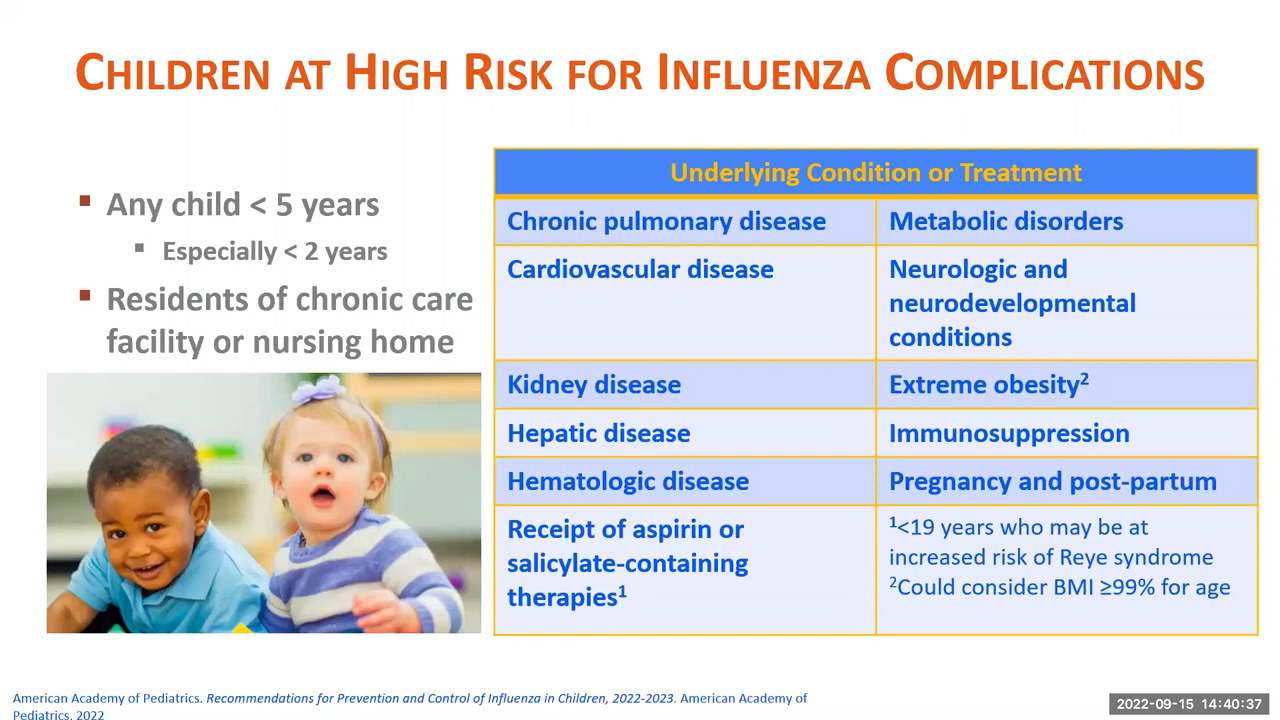 CHILDREN AT HIGH RISK FOR INFLUENZA COMPLICATIONS
▪ Any child < 5 years
▪ Especially < 2 years
▪ Residents of chronic care
facility or nursing home
Underlying Condition or Treatment
Chronic pulmonary disease
Metabolic disorders
Cardiovascular disease
Neurologic and
neurodevelopmental
conditions
Kidney disease
Extreme obesity²
Hepatic disease
Immunosuppression
Hematologic disease
Pregnancy and post-partum
Receipt of aspirin or
salicylate-containing
therapies¹
¹<19 years who may be at
increased risk of Reye syndrome
²Could consider BMI ≥99% for age
American Academy of Pediatrics. Recommendations for Prevention and Control of Influenza in Children, 2022-2023. American Academy of
Pediatrics. 2022
2022-09-15 14:40:37